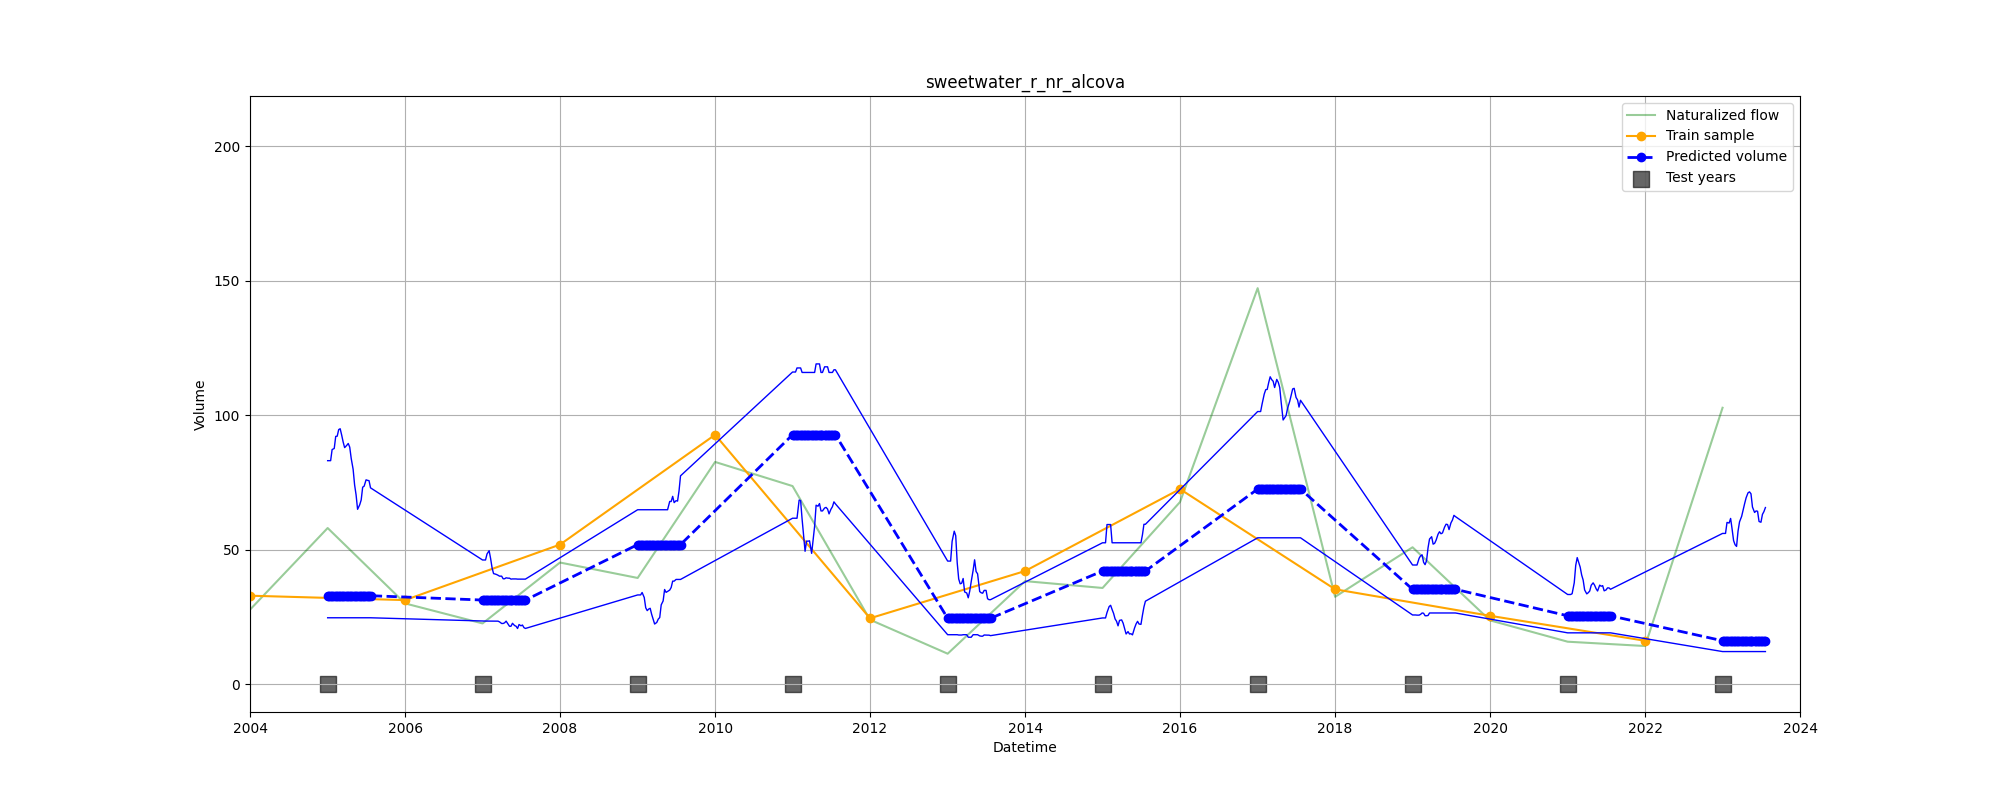 sweetwater_r_nr_alcova
Naturalized flow
Train sample
Predicted volume
Test years
200
150
100
50
0
Volume
2004 2006 2008 2010 2012 2014 2016 2018 2020 2022 2024
Datetime